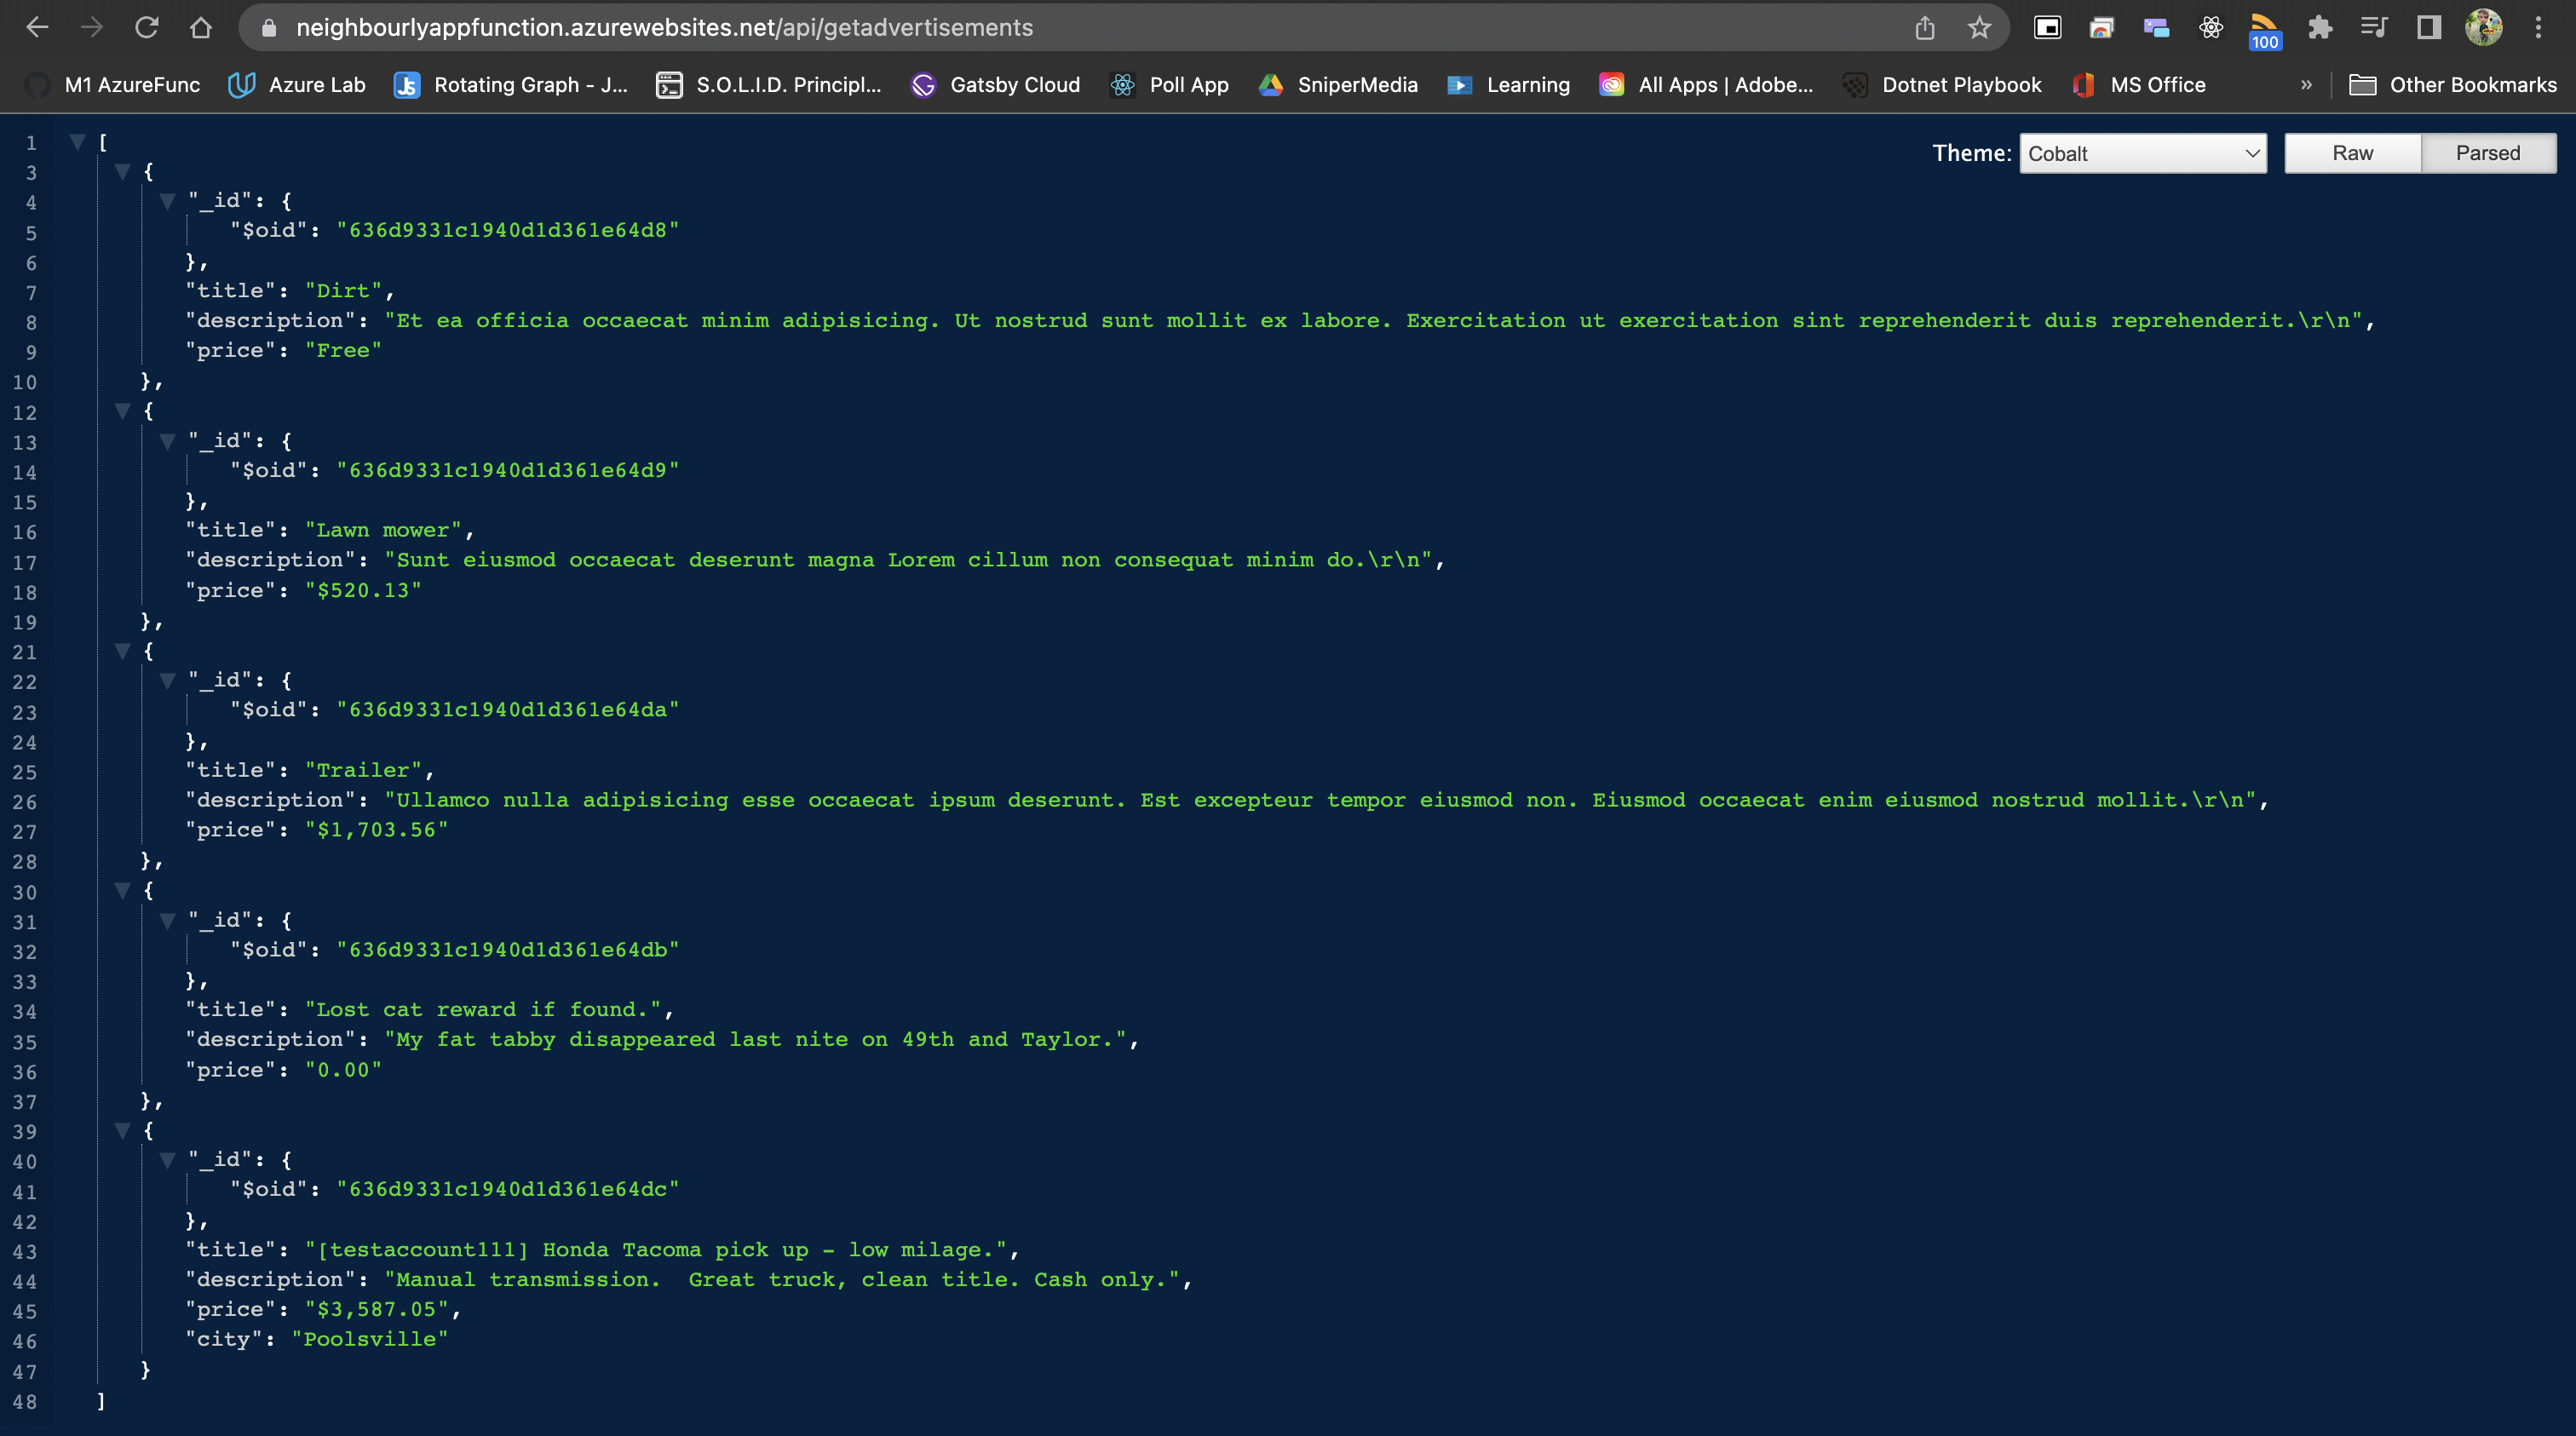 neighbourlyappfunction.azurewebsites.net/api/getadvertisements
100
M1 AzureFunc Azure Lab Rotating Graph - J... S.O.L.I.D. Principl... Gatsby Cloud Poll App SniperMedia Learning All Apps | Adobe... Dotnet Playbook MS Office » Other Bookmarks
Theme: Cobalt Raw Parsed
1 [
3 {
4 "_id": {
5 "$oid": "636d9331c1940d1d361e64d8"
6 },
7 "title": "Dirt",
8 "description": "Et ea officia occaecat minim adipisicing. Ut nostrud sunt mollit ex labore. Exercitation ut exercitation sint reprehenderit duis reprehenderit.\r\n",
9 "price": "Free"
10 },
12 {
13 "_id": {
14 "$oid": "636d9331c1940d1d361e64d9"
15 },
16 "title": "Lawn mower",
17 "description": "Sunt eiusmod occaecat deserunt magna Lorem cillum non consequat minim do.\r\n",
18 "price": "$520.13"
19 },
21 {
22 "_id": {
23 "$oid": "636d9331c1940d1d361e64da"
24 },
25 "title": "Trailer",
26 "description": "Ullamco nulla adipisicing esse occaecat ipsum deserunt. Est excepteur tempor eiusmod non. Eiusmod occaecat enim eiusmod nostrud mollit.\r\n",
27 "price": "$1,703.56"
28 },
30 {
31 "_id": {
32 "$oid": "636d9331c1940d1d361e64db"
33 },
34 "title": "Lost cat reward if found.",
35 "description": "My fat tabby disappeared last nite on 49th and Taylor.",
36 "price": "0.00"
37 },
39 {
40 "_id": {
41 "$oid": "636d9331c1940d1d361e64dc"
42 },
43 "title": "[testaccount111] Honda Tacoma pick up - low milage.",
44 "description": "Manual transmission.  Great truck, clean title. Cash only.",
45 "price": "$3,587.05",
46 "city": "Poolsville"
47 }
48 ]